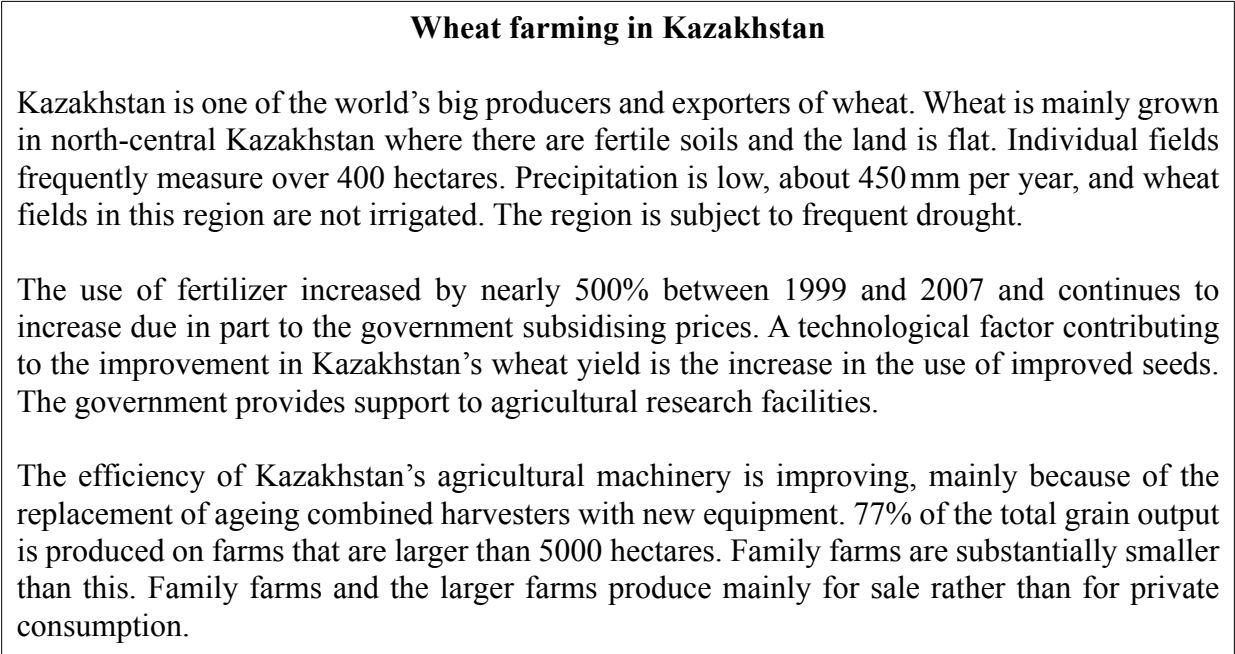 Wheat farming in Kazakhstan
Kazakhstan is one of the world’s big producers and exporters of wheat. Wheat is mainly grown
in north-central Kazakhstan where there are fertile soils and the land is flat. Individual fields
frequently measure over 400 hectares. Precipitation is low, about 450 mm per year, and wheat
fields in this region are not irrigated. The region is subject to frequent drought.
The use of fertilizer increased by nearly 500% between 1999 and 2007 and continues to
increase due in part to the government subsidising prices. A technological factor contributing
to the improvement in Kazakhstan’s wheat yield is the increase in the use of improved seeds.
The government provides support to agricultural research facilities.
The efficiency of Kazakhstan’s agricultural machinery is improving, mainly because of the
replacement of ageing combined harvesters with new equipment. 77% of the total grain output
is produced on farms that are larger than 5000 hectares. Family farms are substantially smaller
than this. Family farms and the larger farms produce mainly for sale rather than for private
consumption.